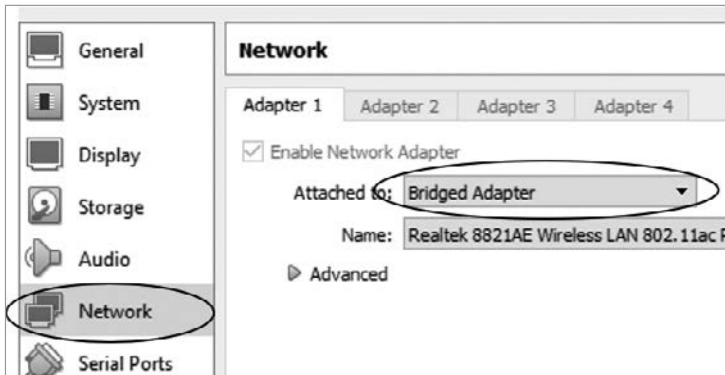 General
System
Display
Storage
Audio
Network
Serial Ports
Network
Adapter 1 Adapter 2 Adapter 3 Adapter 4
Enable Network Adapter
Attached to: Bridged Adapter
Name: Realtek 8821AE Wireless LAN 802.11ac
Advanced